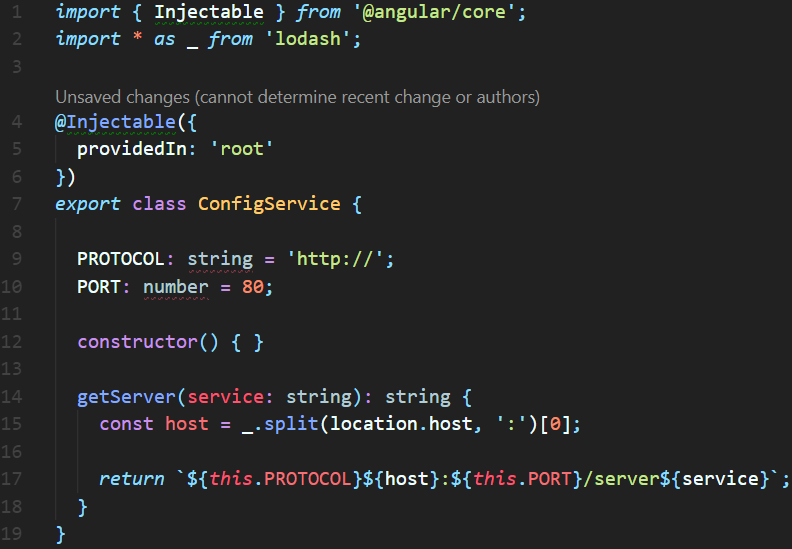 1 import { Injectable } from '@angular/core';
2 import * as _ from 'lodash';
3
Unsaved changes (cannot determine recent change or authors)
4 @Injectable({
5   providedIn: 'root'
6 })
7 export class ConfigService {
8
9   PROTOCOL: string = 'http://';
10   PORT: number = 80;
11
12   constructor() { }
13
14   getServer(service: string): string {
15     const host = _.split(location.host, ':')[0];
16
17     return `${this.PROTOCOL}${host}:${this.PORT}/server${service}`;
18   }
19 }